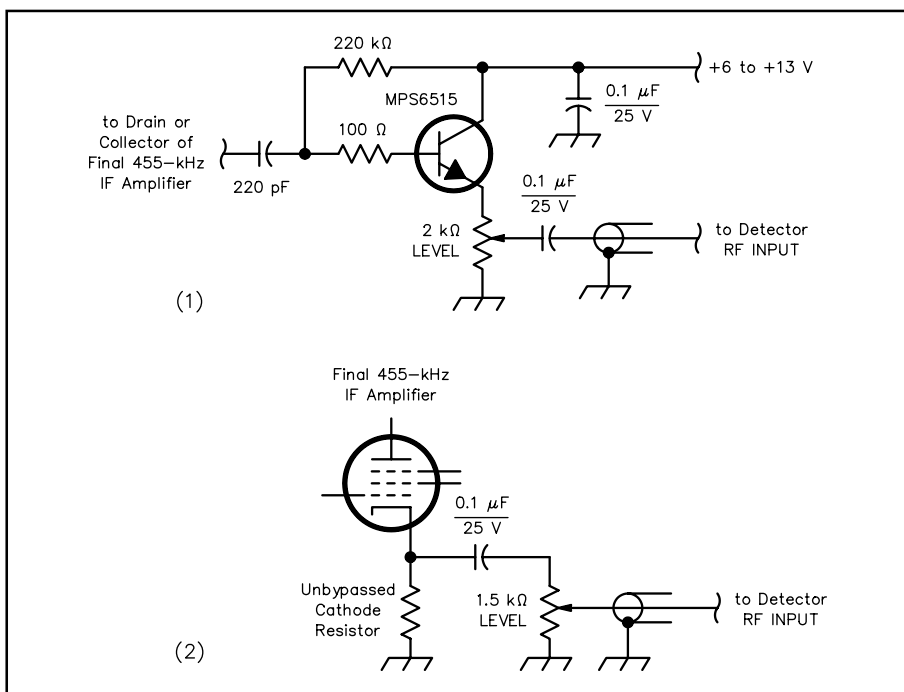 220 kΩ
+6 to +13 V
MPS6515
0.1 μF
25 V
to Drain or
Collector of
Final 455–kHz
IF Amplifier
100 Ω
220 pF
0.1 μF
25 V
2 kΩ
LEVEL
to Detector
RF INPUT
(1)
Final 455–kHz
IF Amplifier
0.1 μF
25 V
Unbypassed
Cathode
Resistor
1.5 kΩ
LEVEL
to Detector
RF INPUT
(2)